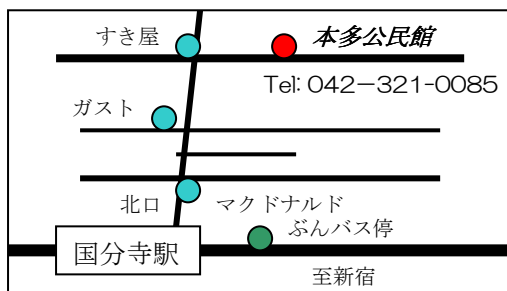 すき屋
本多公民館
Tel: 042－321-0085
ガスト
北口
マクドナルド
ぶんバス停
国分寺駅
至新宿